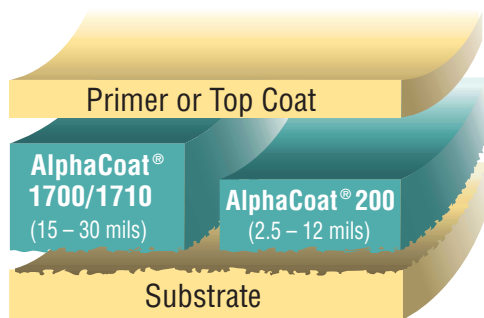 Primer or Top Coat
AlphaCoat®
1700/1710
(15 – 30 mils)
AlphaCoat® 200
(2.5 – 12 mils)
Substrate